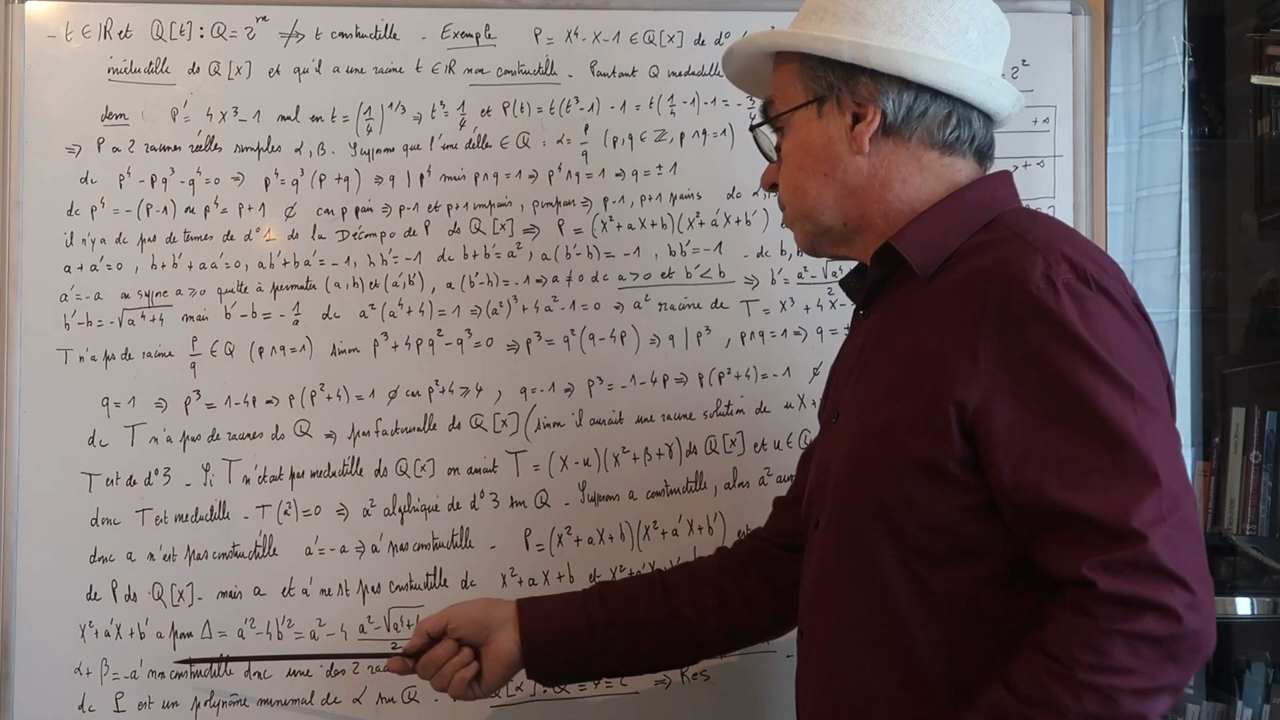 - t ∈ ℝ et ℚ[t] : ℚ = 2^m ⇏ t constructible - Exemple P = X⁴ - X - 1 ∈ ℚ[X] de d°
irréductible ds ℚ[X] et qu'il a une racine t ∈ ℝ non constructible - Partant ℚ = 2²
dem : P' = 4X³ - 1 nul en t = (1/4)^{1/3} ⇒ t³ = 1/4 et P(t) = t(t³-1) - 1 = t(1/4 - 1) - 1 = - + ∞
⇒ P a 2 racines réelles simples α, β. Supposons que l'une d'elles ∈ ℚ : α = p/q (p, q ∈ ℤ, p ∧ q = 1)
dc p⁴ - pq³ - q⁴ = 0 ⇒ p⁴ = q³(p + q) ⇒ q | p⁴ mais p ∧ q = 1 ⇒ p⁴ ∧ q = 1 ⇒ q = ± 1 + ∞
dc p⁴ = -(p-1) ou p⁴ = p + 1 car p pair ⇒ p-1 et p+1 impairs, p impair ⇒ p-1, p+1 pairs dc
il n'y a dc pas de termes de d° 1 ds la Décompo de P ds ℚ[X] ⇒ P = (X² + aX + b)(X² + a'X + b')
a + a' = 0, b + b' + aa' = 0, ab' + ba' = -1, bb' = -1 dc b + b' = a², a(b' - b) = -1, bb' = -1 - dc b,
a' = -a on suppse a ⩾ 0 quitte à permuter (a, b) et (a', b'), a(b' - b) = -1 ⇒ a ≠ 0 dc a > 0 et b' < b ⇒ b' =
b' - b = -√(a⁴ + 4) mais b' - b = - 1/a dc a²(a⁴ + 4) = 1 ⇒ (a²)³ + 4a² - 1 = 0 ⇒ a² racine de T = X³ + 4X -
T n'a ps de racine p/q ∈ ℚ (p ∧ q = 1) sinon p³ + 4pq² - q³ = 0 ⇒ p³ = q²(q - 4p) ⇒ q | p³, p ∧ q = 1 ⇒ q = ±
q = 1 ⇒ p³ = 1 - 4p ⇒ p(p² + 4) = 1 car p² + 4 ⩾ 4, q = -1 ⇒ p³ = -1 - 4p ⇒ p(p² + 4) = -1
dc T n'a pas de racines ds ℚ ⇒ pas factorisable ds ℚ[X] (sinon il aurait une racine solution de uX +
T est de d° 3 - Si T n'était pas irréductible ds ℚ[X] on aurait T = (X - u)(X² + β + γ) ds ℚ[X] et u ∈ ℚ
donc T est irréductible - T(a²) = 0 ⇒ a² algébrique de d° 3 sur ℚ - Supposons a constructible, alors a²
donc a n'est pas constructible a' = -a ⇒ a' pas constructible - P = (X² + aX + b)(X² + a'X + b')
de P ds ℚ[X] - mais a et a' ne st pas constructible dc X² + aX + b et
X² + a'X + b' a pour Δ = a'² - 4b'² = a² - 4
α + β = -a' non constructible donc une des 2
dc P est un polynôme minimal de α sur ℚ ⇒ Res